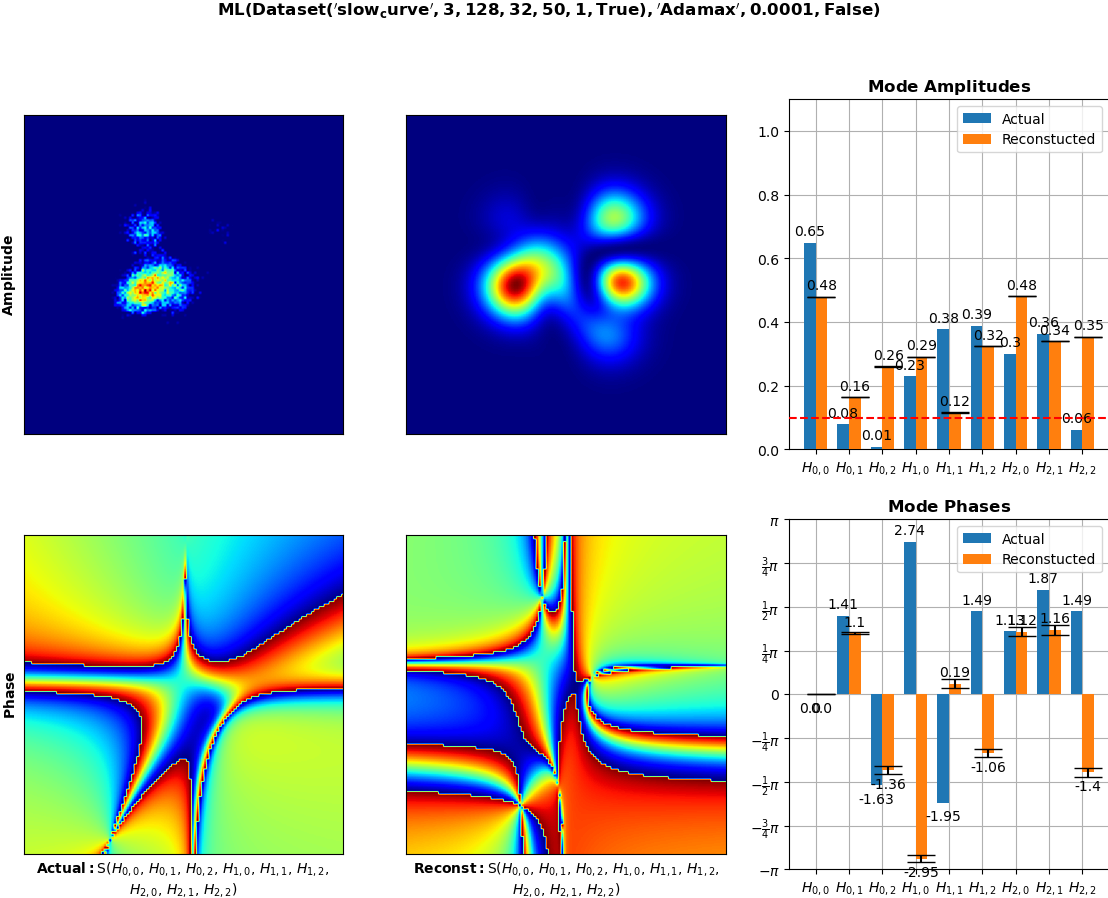 ML(Dataset('slow_curve', 3, 128, 32, 50, 1, True), 'Adamax', 0.0001, False)
Amplitude
Mode Amplitudes
Actual
Reconstucted
1.0
0.8
0.6
0.4
0.2
0.0
0.65
0.48
0.08
0.16
0.01
0.26
0.23
0.29
0.38
0.12
0.39
0.32
0.3
0.48
0.36
0.34
0.06
0.35
H0,0 H0,1 H0,2 H1,0 H1,1 H1,2 H2,0 H2,1 H2,2
Phase
Actual: S(H0,0, H0,1, H0,2, H1,0, H1,1, H1,2,
H2,0, H2,1, H2,2)
Reconst: S(H0,0, H0,1, H0,2, H1,0, H1,1, H1,2,
H2,0, H2,1, H2,2)
Mode Phases
Actual
Reconstucted
π
3/4π
1/2π
1/4π
0
−1/4π
−1/2π
−3/4π
−π
0.0
0.0
1.41
1.1
-1.63
-1.36
2.74
-2.95
-1.95
0.19
1.49
-1.06
1.13
1.12
1.87
1.16
1.49
-1.4
H0,0 H0,1 H0,2 H1,0 H1,1 H1,2 H2,0 H2,1 H2,2